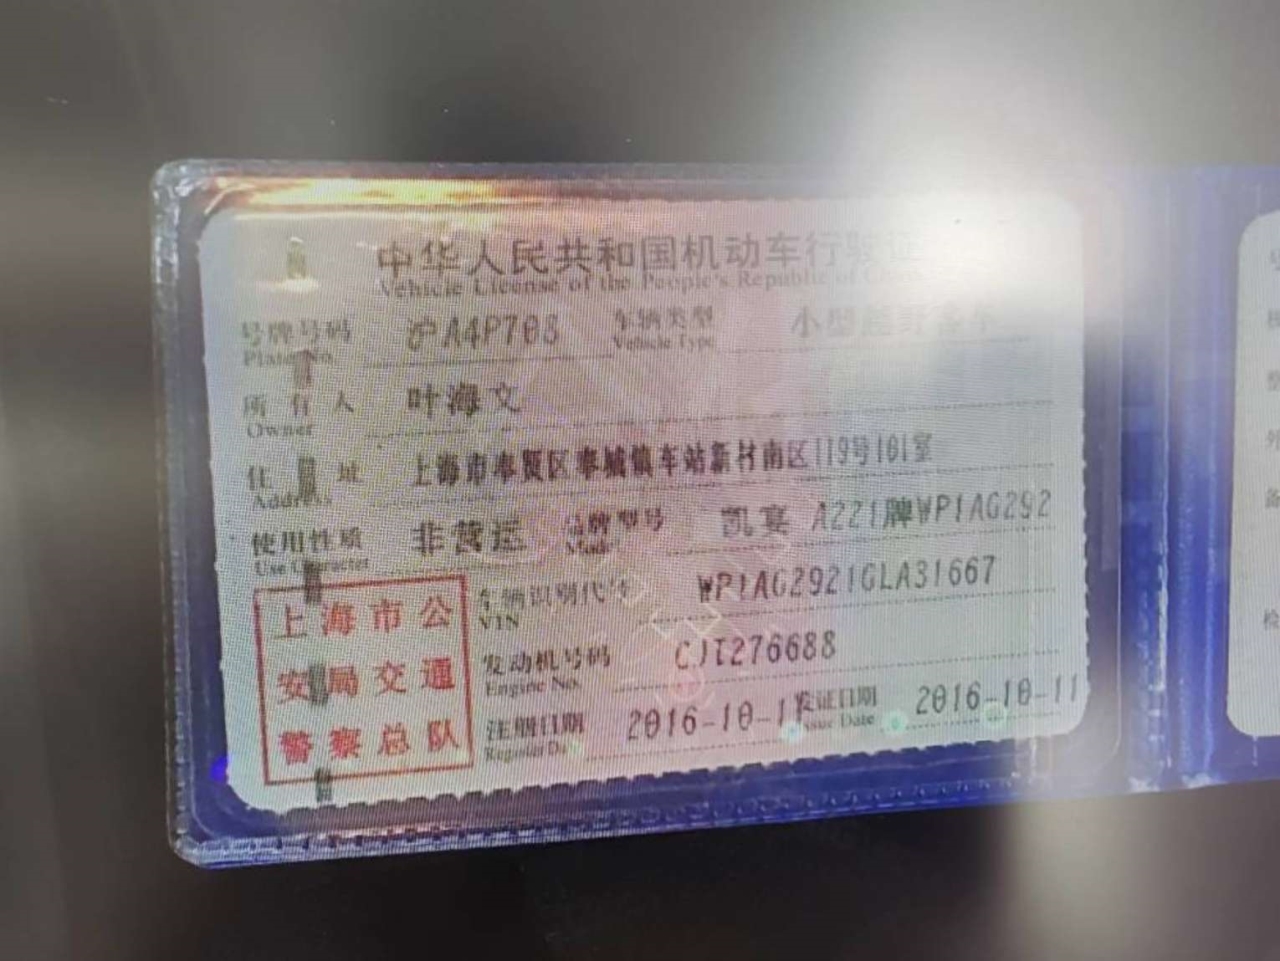 中华人民共和国机动车行驶证
Vehicle License of the People's Republic of China
号牌号码 沪A4P708 车辆类型 小型越野客车
Plate No. Vehicle Type
所有人 叶海文
Owner
住址 上海市奉贤区奉城镇车站新村南区119号101室
Address
使用性质 非营运 品牌型号 凯宴 A221牌WP1AG292
Use Character Model
上海市公
安局交通
警察总队
车辆识别代号 WP1AG2921GLA31667
VIN
发动机号码 CJT276688
Engine No.
注册日期 2016-10-11 发证日期 2016-10-11
Register Date Issue Date